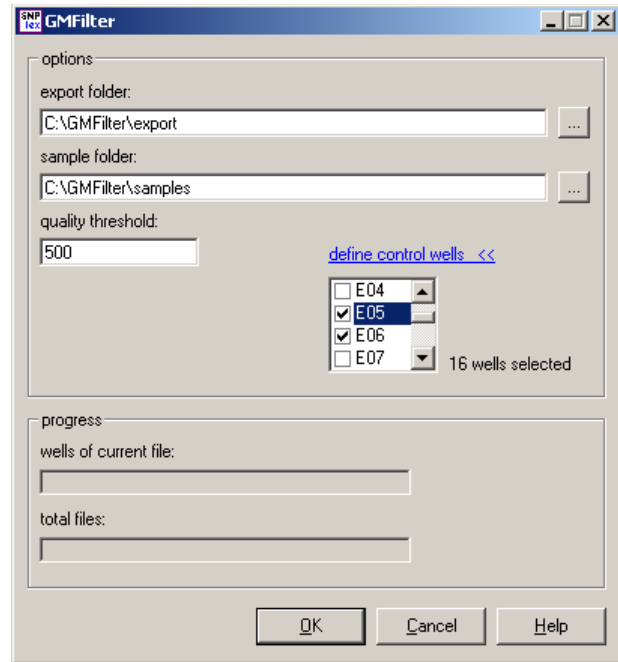 SNP
lex
GMFilter
options
export folder:
C:\GMFilter\export
...
sample folder:
C:\GMFilter\samples
...
quality threshold:
500
define control wells <<
E04
E05
E06
E07
16 wells selected
progress
wells of current file:
total files:
OK
Cancel
Help